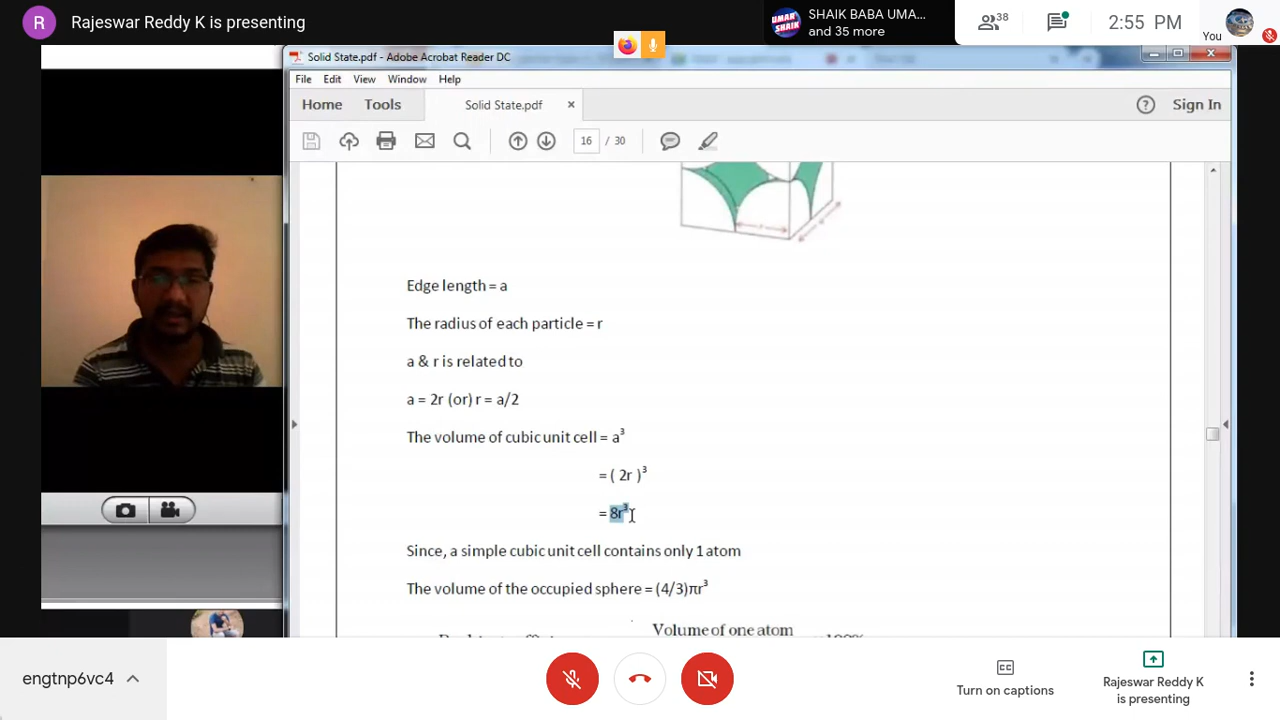 R
Rajeswar Reddy K is presenting
UMAR SHAIK
SHAIK BABA UMA...
and 35 more
38
2:55 PM
You
Solid State.pdf - Adobe Acrobat Reader DC
File Edit View Window Help
Home Tools Solid State.pdf × ? Sign In
16 / 30
Edge length = a
The radius of each particle = r
a & r is related to
a = 2r (or) r = a/2
The volume of cubic unit cell = a³
= ( 2r )³
= 8r³
Since, a simple cubic unit cell contains only 1 atom
The volume of the occupied sphere = (4/3)πr³
Volume of one atom
engtnp6vc4
CC
Turn on captions
Rajeswar Reddy K
is presenting